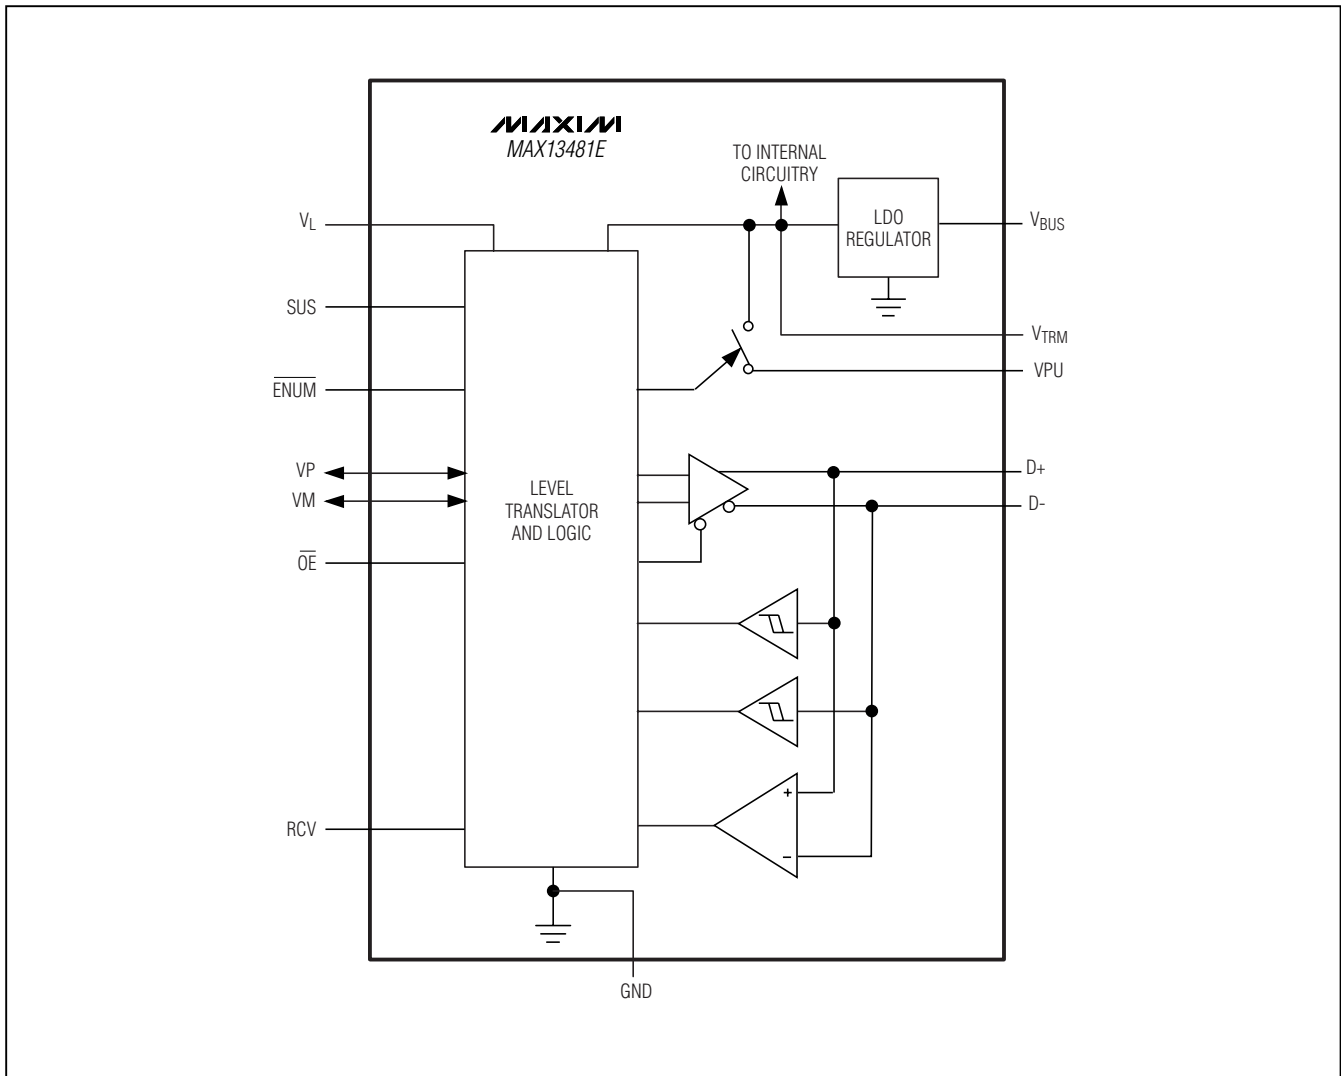 MAXIM
MAX13481E
TO INTERNAL
CIRCUITRY
LDO
REGULATOR
VL
VBUS
SUS
VTRM
VPU
ENUM
VP
VM
D+
D-
LEVEL
TRANSLATOR
AND LOGIC
OE
+
−
RCV
GND